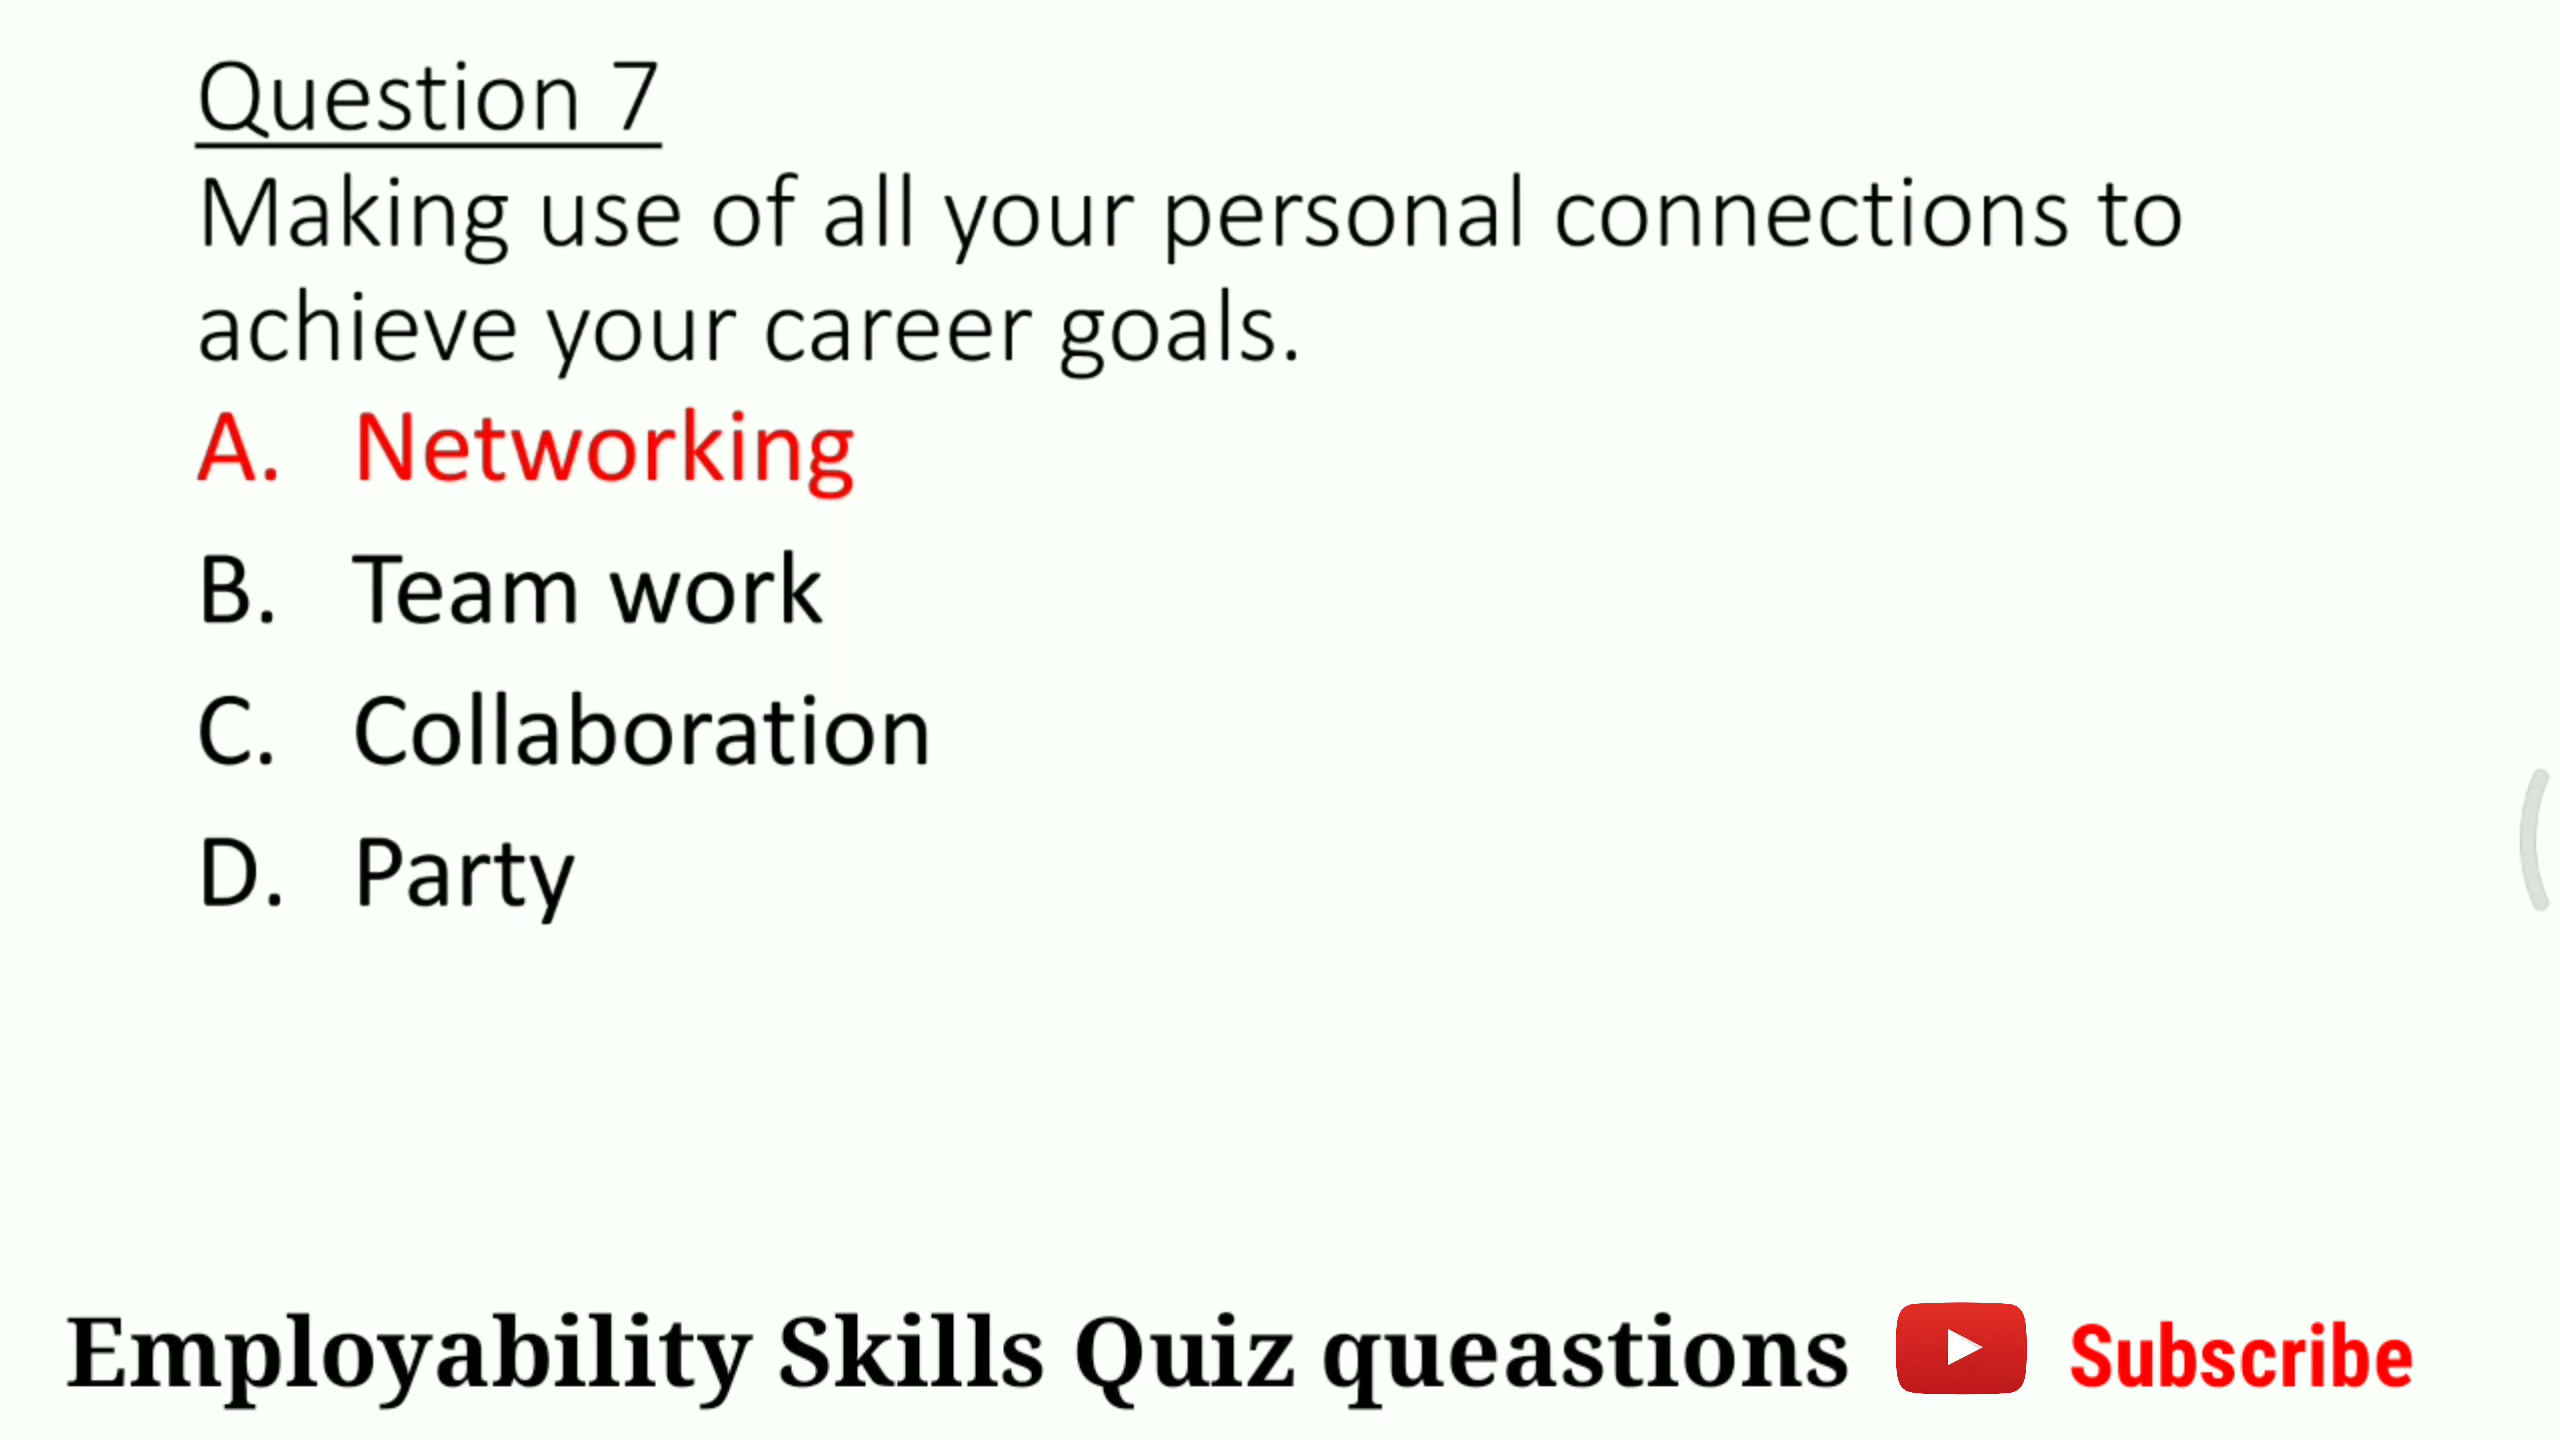 Question 7
Making use of all your personal connections to
achieve your career goals.
A. Networking
B. Team work
C. Collaboration
D. Party
Employability Skills Quiz queastions Subscribe